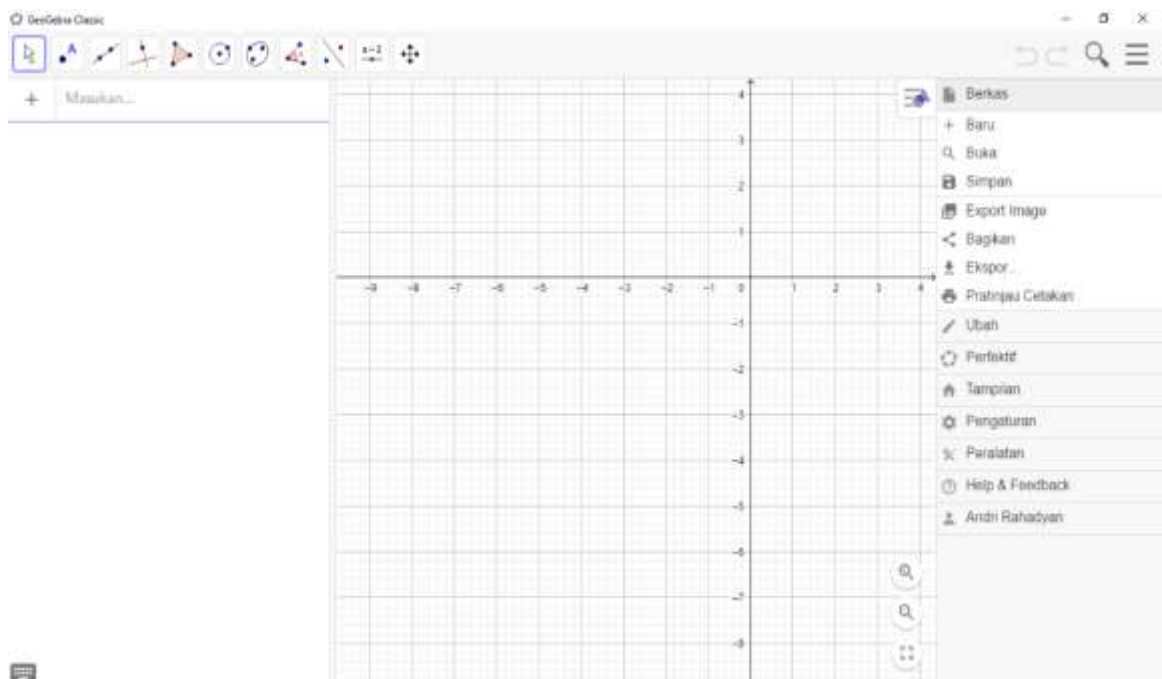 GeoGebra Classic
A
a=2
Masukan...
Berkas
Baru
Buka
Simpan
Export Image
Bagikan
Ekspor...
Pratinjau Cetakan
Ubah
Perfektif
Tampilan
Pengaturan
Peralatan
Help & Feedback
Andri Rahadyan
4
3
2
1
-9 -8 -7 -6 -5 -4 -3 -2 -1 0 1 2 3 4
-1
-2
-3
-4
-5
-6
-7
-8